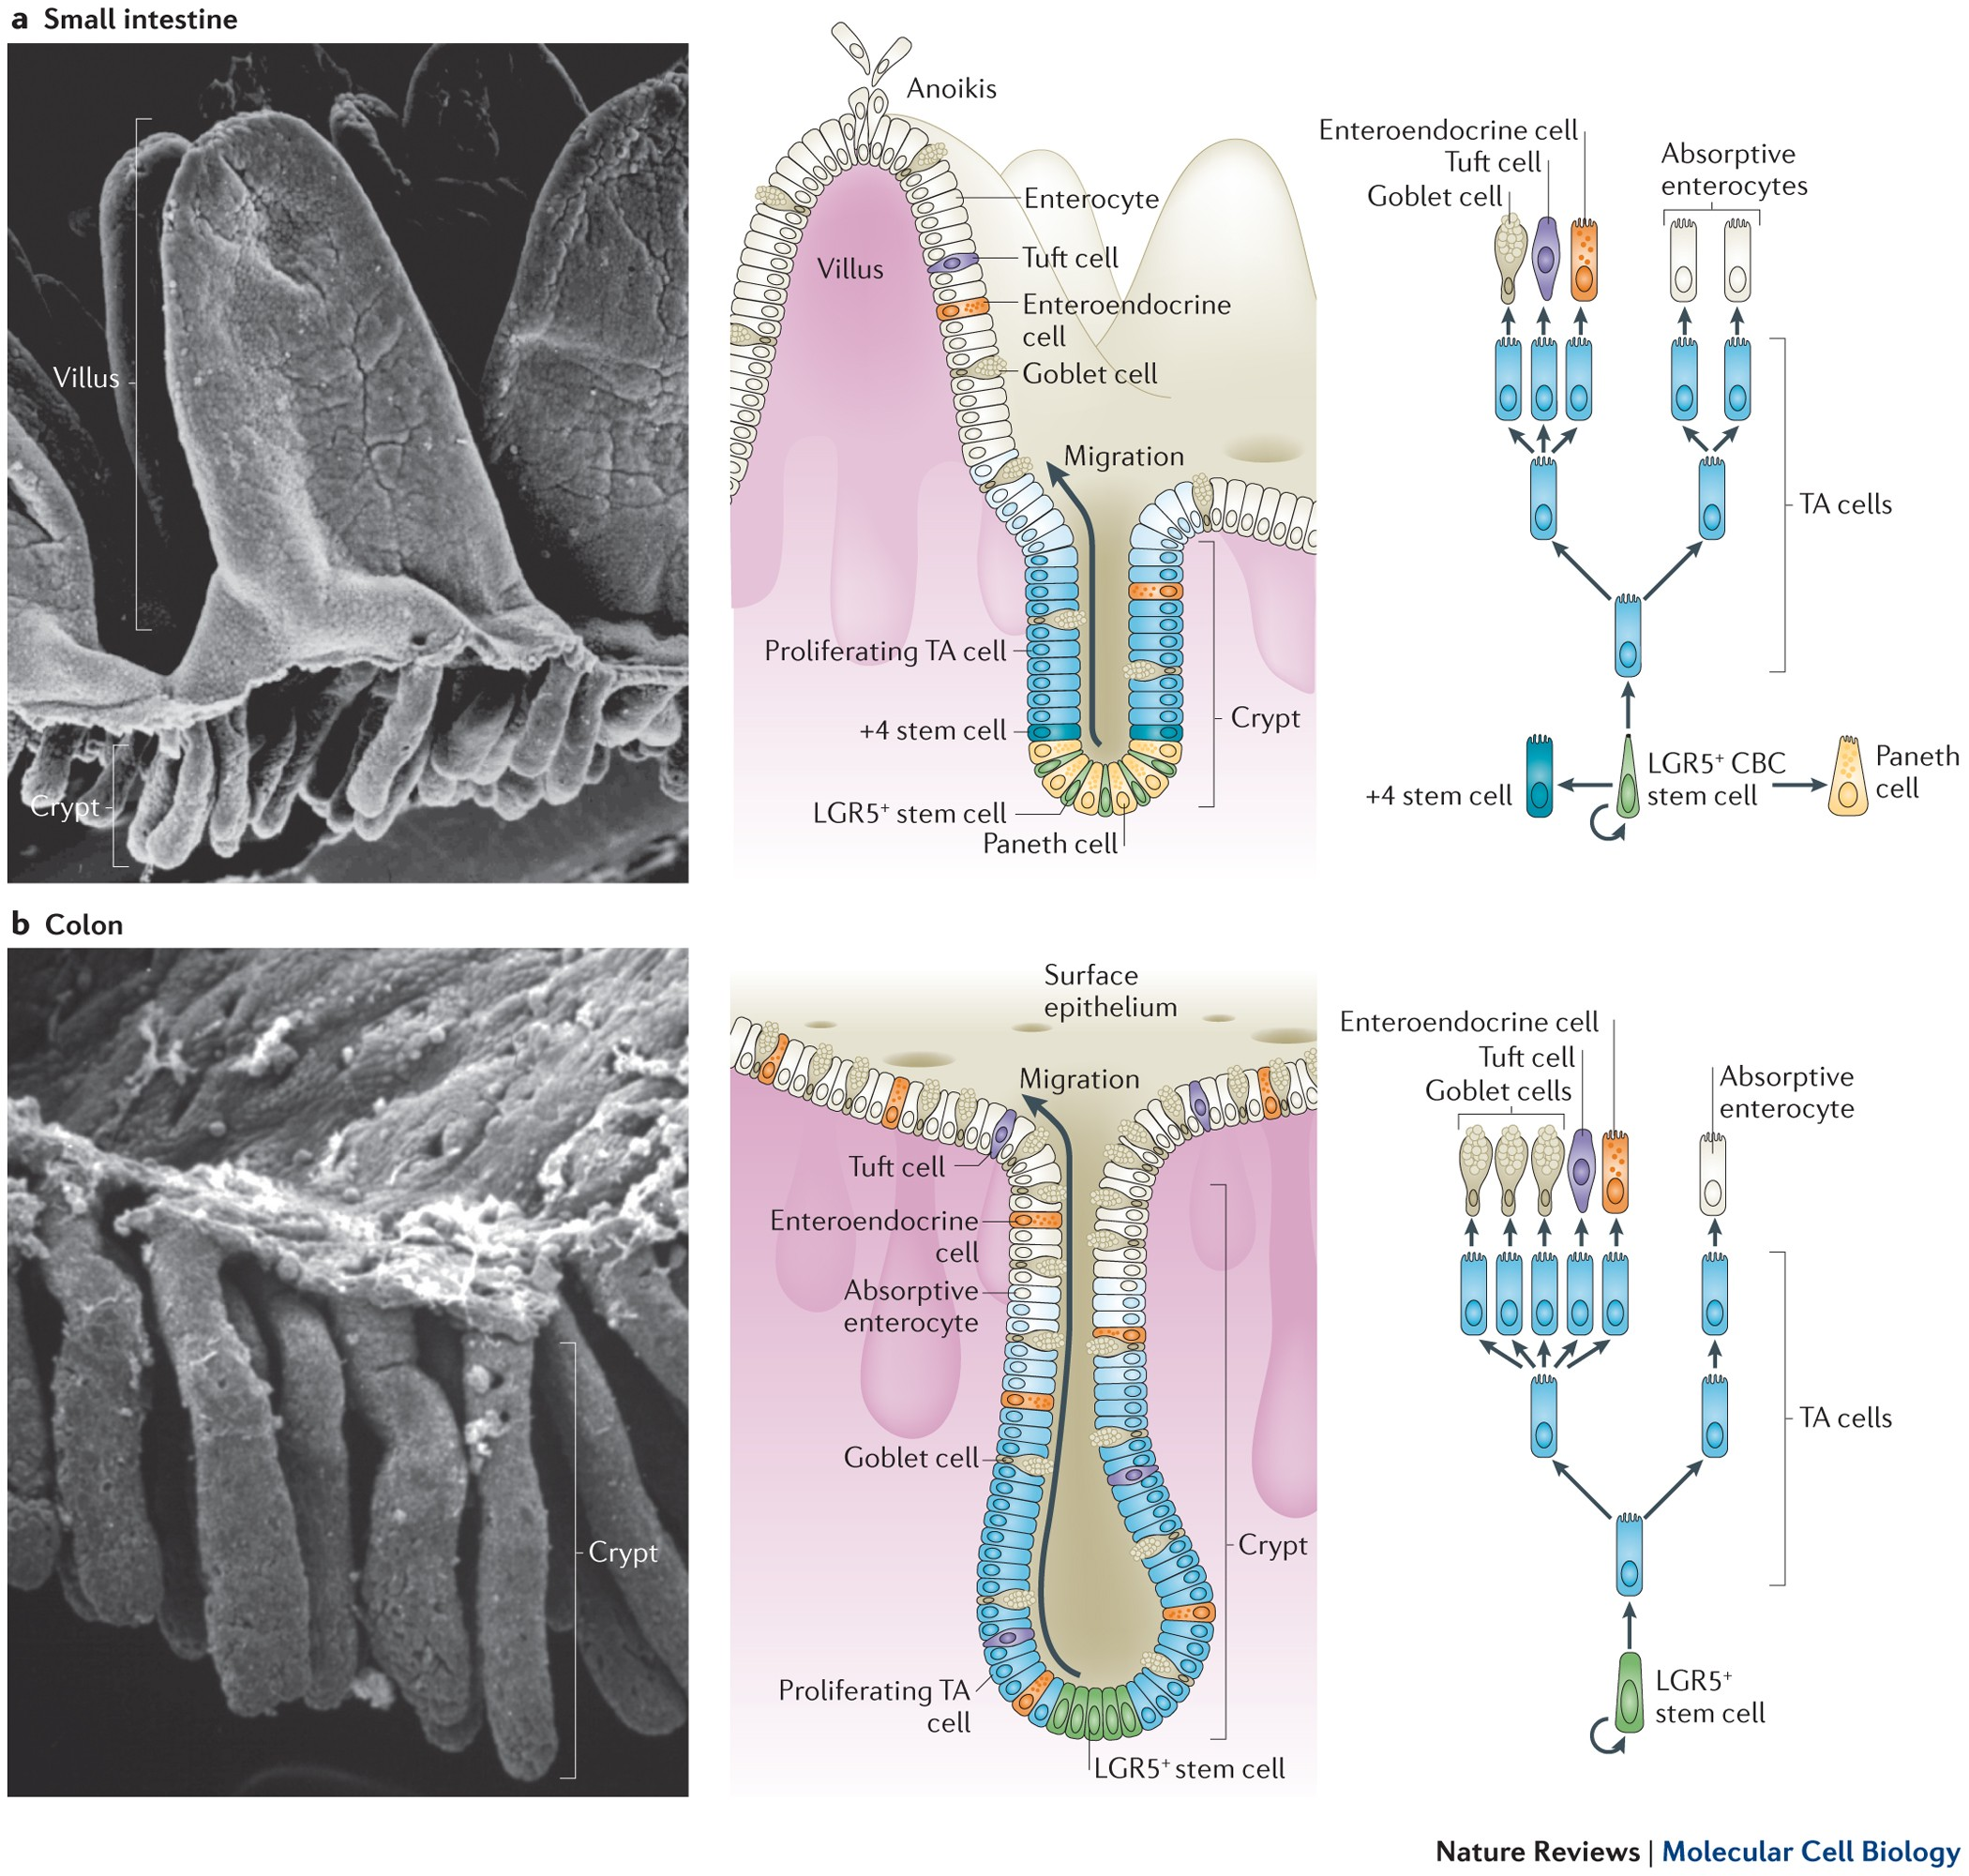 a Small intestine
Villus
Crypt
Anoikis
Villus
Enterocyte
Tuft cell
Enteroendocrine
cell
Goblet cell
Migration
Proliferating TA cell
+4 stem cell
LGR5⁺ stem cell
Paneth cell
Crypt
Enteroendocrine cell
Tuft cell
Goblet cell
Absorptive
enterocytes
TA cells
+4 stem cell
LGR5⁺ CBC
stem cell
Paneth
cell
b Colon
Crypt
Surface
epithelium
Migration
Tuft cell
Enteroendocrine
cell
Absorptive
enterocyte
Goblet cell
Proliferating TA
cell
LGR5⁺ stem cell
Crypt
Enteroendocrine cell
Tuft cell
Goblet cells
Absorptive
enterocyte
TA cells
LGR5⁺
stem cell
Nature Reviews | Molecular Cell Biology